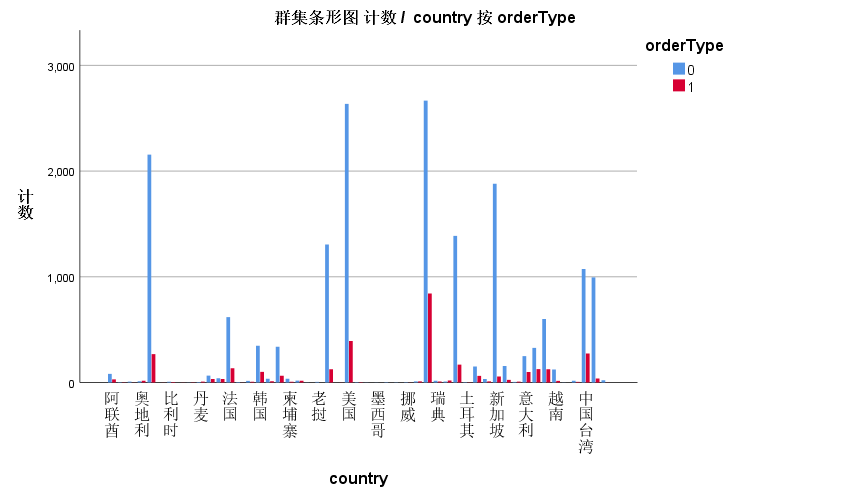 群集条形图 计数 / country 按 orderType
orderType
0
1
计数
3,000
2,000
1,000
0
阿联酋
奥地利
比利时
丹麦
法国
韩国
柬埔寨
老挝
美国
墨西哥
挪威
瑞典
土耳其
新加坡
意大利
越南
中国台湾
country